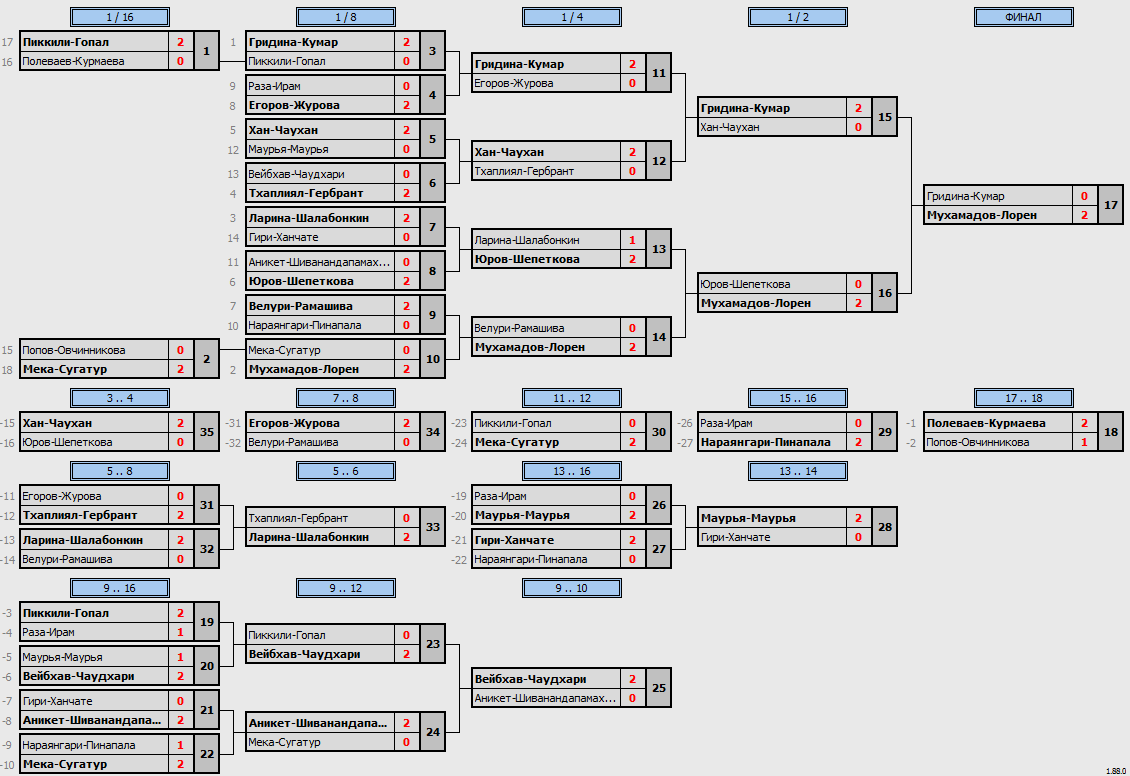 1 / 16 1 / 8 1 / 4 1 / 2 ФИНАЛ
17 Пиккили-Гопал 2 1
16 Полеваев-Курмаева 0
1 Гридина-Кумар 2 3
Пиккили-Гопал 0
9 Раза-Ирам 0 4
8 Егоров-Журова 2
5 Хан-Чаухан 2 5
12 Маурья-Маурья 0
13 Вейбхав-Чаудхари 0 6
4 Тхаплиял-Гербрант 2
3 Ларина-Шалабонкин 2 7
14 Гири-Ханчате 0
11 Аникет-Шиванандапамах... 0 8
6 Юров-Шепеткова 2
7 Велури-Рамашива 2 9
10 Нараянгари-Пинапала 0
15 Попов-Овчинникова 0 2
18 Мека-Сугатур 2
Мека-Сугатур 0 10
2 Мухамадов-Лорен 2
Гридина-Кумар 2 11
Егоров-Журова 0
Хан-Чаухан 2 12
Тхаплиял-Гербрант 0
Ларина-Шалабонкин 1 13
Юров-Шепеткова 2
Велури-Рамашива 0 14
Мухамадов-Лорен 2
Гридина-Кумар 2 15
Хан-Чаухан 0
Юров-Шепеткова 0 16
Мухамадов-Лорен 2
Гридина-Кумар 0 17
Мухамадов-Лорен 2
3 .. 4 7 .. 8 11 .. 12 15 .. 16 17 .. 18
-15 Хан-Чаухан 2 35
-16 Юров-Шепеткова 0
-31 Егоров-Журова 2 34
-32 Велури-Рамашива 0
-23 Пиккили-Гопал 0 30
-24 Мека-Сугатур 2
-26 Раза-Ирам 0 29
-27 Нараянгари-Пинапала 2
-1 Полеваев-Курмаева 2 18
-2 Попов-Овчинникова 1
5 .. 8 5 .. 6 13 .. 16 13 .. 14
-11 Егоров-Журова 0 31
-12 Тхаплиял-Гербрант 2
-13 Ларина-Шалабонкин 2 32
-14 Велури-Рамашива 0
Тхаплиял-Гербрант 0 33
Ларина-Шалабонкин 2
-19 Раза-Ирам 0 26
-20 Маурья-Маурья 2
-21 Гири-Ханчате 2 27
-22 Нараянгари-Пинапала 0
Маурья-Маурья 2 28
Гири-Ханчате 0
9 .. 16 9 .. 12 9 .. 10
-3 Пиккили-Гопал 2 19
-4 Раза-Ирам 1
-5 Маурья-Маурья 1 20
-6 Вейбхав-Чаудхари 2
-7 Гири-Ханчате 0 21
-8 Аникет-Шиванандапа... 2
-9 Нараянгари-Пинапала 1 22
-10 Мека-Сугатур 2
Пиккили-Гопал 0 23
Вейбхав-Чаудхари 2
Аникет-Шиванандапа... 2 24
Мека-Сугатур 0
Вейбхав-Чаудхари 2 25
Аникет-Шиванандапамах... 0
1.88.0